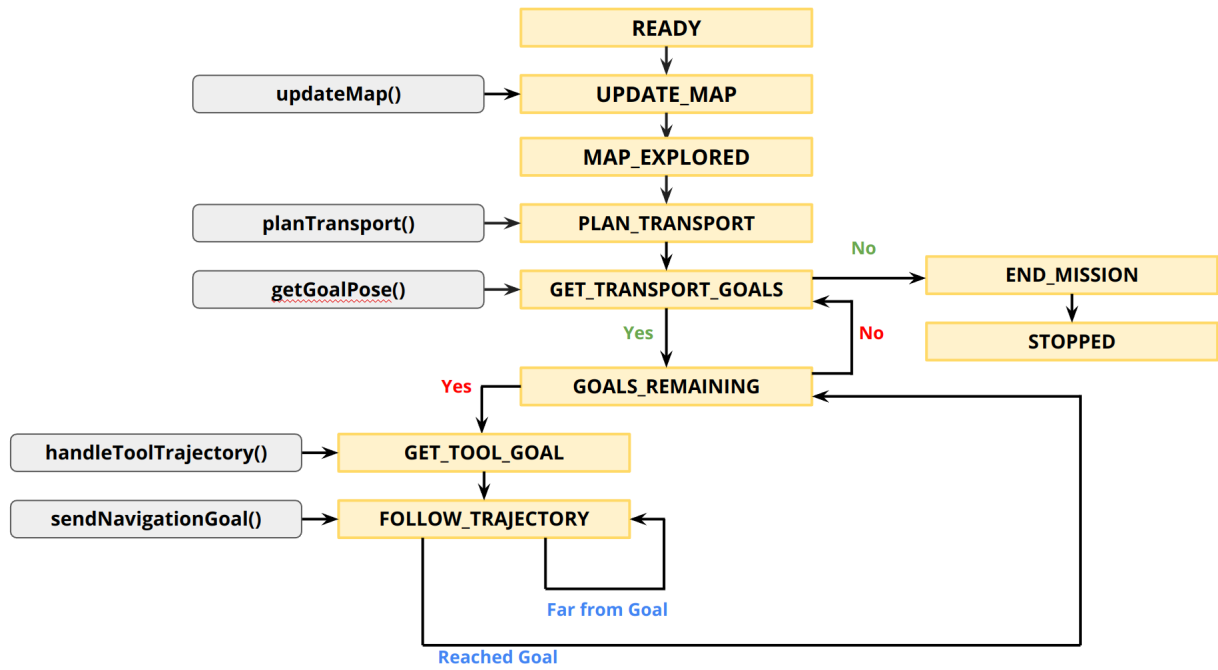 READY
updateMap()
UPDATE_MAP
MAP_EXPLORED
planTransport()
PLAN_TRANSPORT
No
getGoalPose()
GET_TRANSPORT_GOALS
END_MISSION
Yes
No
STOPPED
Yes
GOALS_REMAINING
handleToolTrajectory()
GET_TOOL_GOAL
sendNavigationGoal()
FOLLOW_TRAJECTORY
Far from Goal
Reached Goal